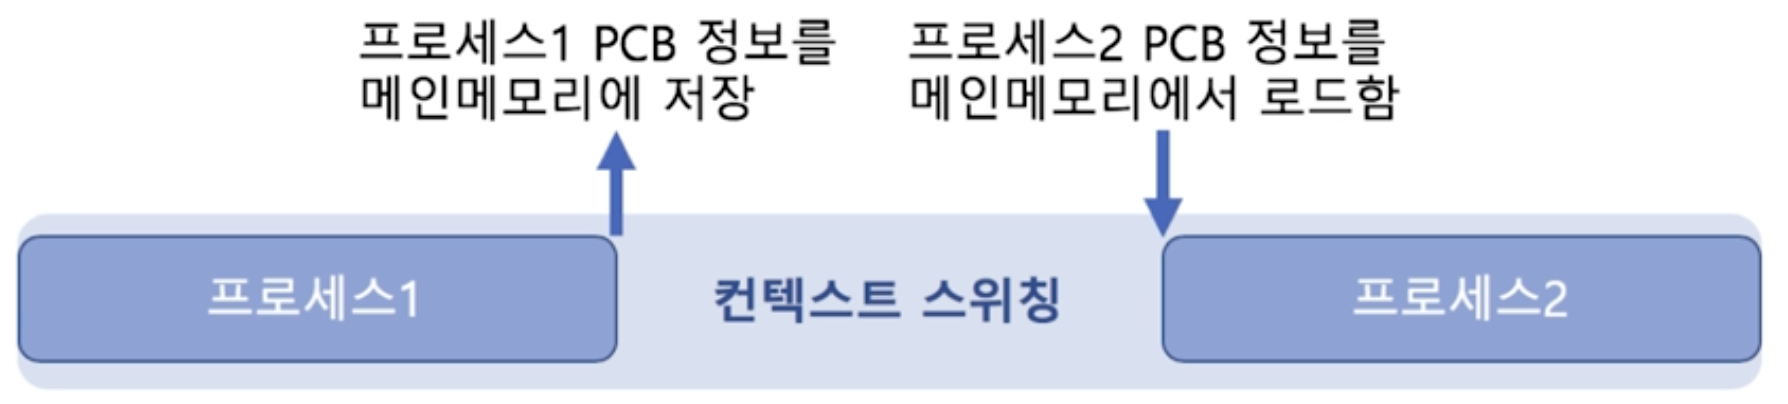 프로세스1 PCB 정보를
메인메모리에 저장
프로세스2 PCB 정보를
메인메모리에서 로드함
프로세스1
컨텍스트 스위칭
프로세스2